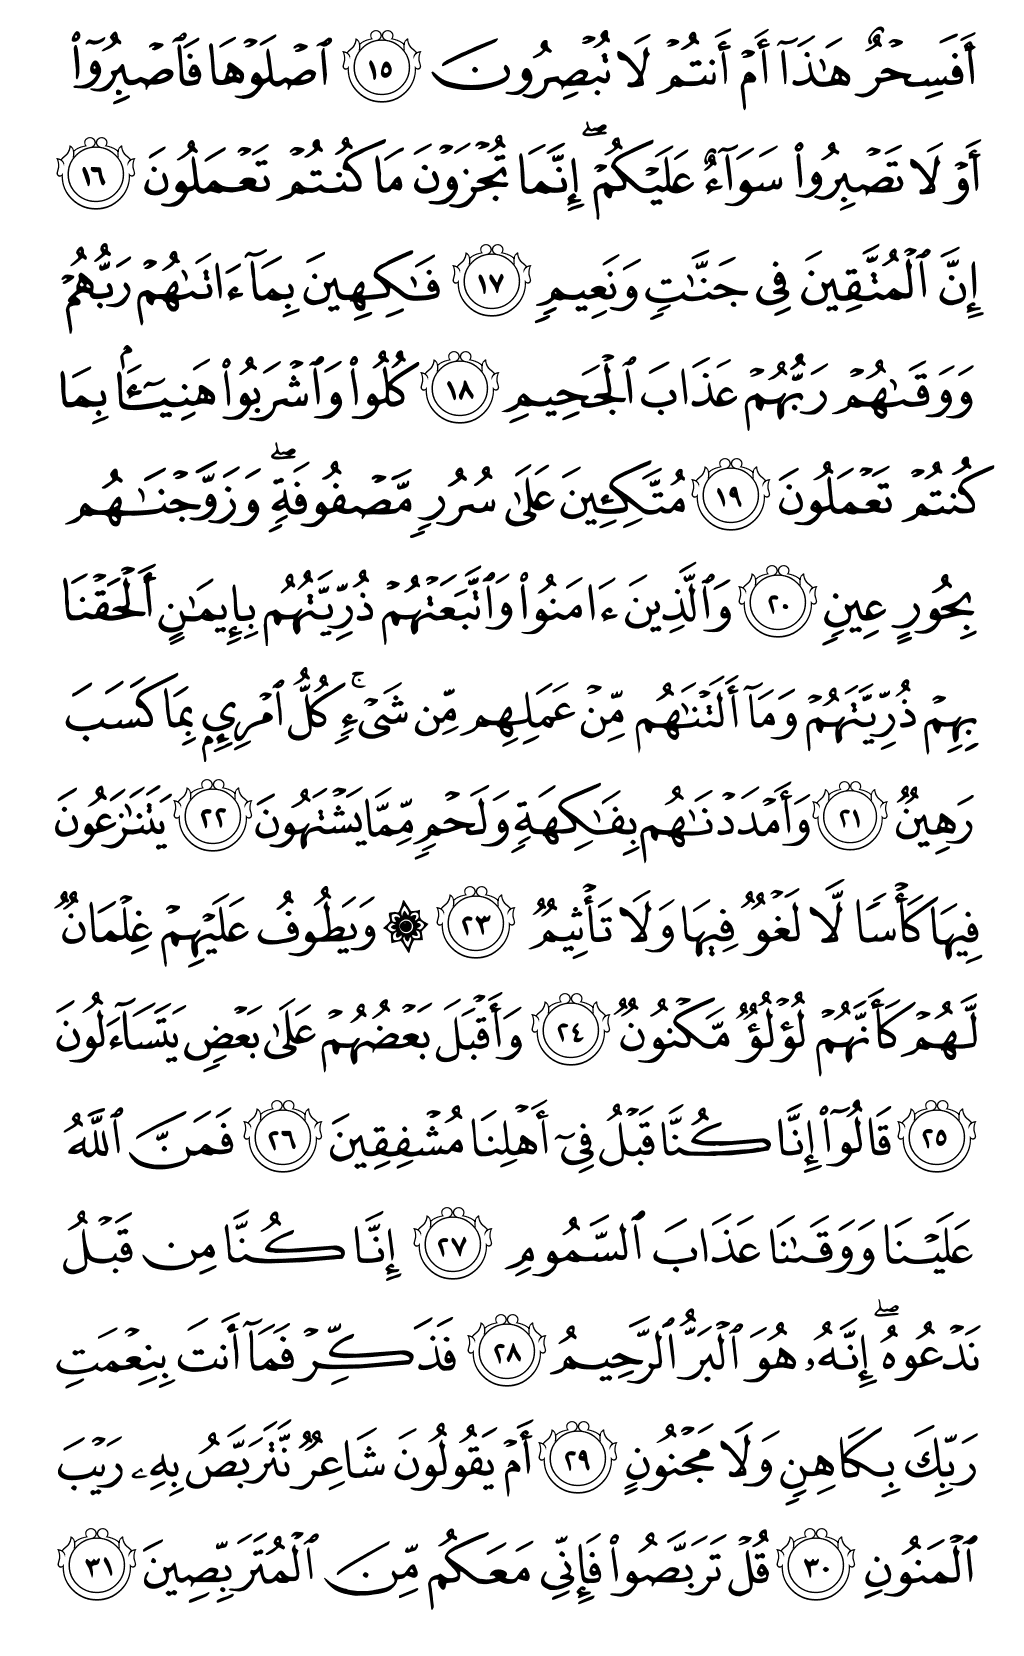 أَفَسِحْرٌ هَٰذَآ أَمْ أَنتُمْ لَا تُبْصِرُونَ ١٥ ٱصْلَوْهَا فَٱصْبِرُوٓا۟
أَوْ لَا تَصْبِرُوا۟ سَوَآءٌ عَلَيْكُمْ ۖ إِنَّمَا تُجْزَوْنَ مَا كُنتُمْ تَعْمَلُونَ ١٦
إِنَّ ٱلْمُتَّقِينَ فِى جَنَّٰتٍ وَنَعِيمٍ ١٧ فَٰكِهِينَ بِمَآ ءَاتَىٰهُمْ رَبُّهُمْ
وَوَقَىٰهُمْ رَبُّهُمْ عَذَابَ ٱلْجَحِيمِ ١٨ كُلُوا۟ وَٱشْرَبُوا۟ هَنِيٓـًٔۢا بِمَا
كُنتُمْ تَعْمَلُونَ ١٩ مُتَّكِـِٔينَ عَلَىٰ سُرُرٍ مَّصْفُوفَةٍ ۖ وَزَوَّجْنَٰهُم
بِحُورٍ عِينٍ ٢٠ وَٱلَّذِينَ ءَامَنُوا۟ وَٱتَّبَعَتْهُمْ ذُرِّيَّتُهُم بِإِيمَٰنٍ أَلْحَقْنَا
بِهِمْ ذُرِّيَّتَهُمْ وَمَآ أَلَتْنَٰهُم مِّنْ عَمَلِهِم مِّن شَىْءٍ ۚ كُلُّ ٱمْرِئٍۭ بِمَا كَسَبَ
رَهِينٌ ٢١ وَأَمْدَدْنَٰهُم بِفَٰكِهَةٍ وَلَحْمٍ مِّمَّا يَشْتَهُونَ ٢٢ يَتَنَٰزَعُونَ
فِيهَا كَأْسًا لَّا لَغْوٌ فِيهَا وَلَا تَأْثِيمٌ ٢٣ ۞ وَيَطُوفُ عَلَيْهِمْ غِلْمَانٌ
لَّهُمْ كَأَنَّهُمْ لُؤْلُؤٌ مَّكْنُونٌ ٢٤ وَأَقْبَلَ بَعْضُهُمْ عَلَىٰ بَعْضٍ يَتَسَآءَلُونَ
٢٥ قَالُوٓا۟ إِنَّا كُنَّا قَبْلُ فِىٓ أَهْلِنَا مُشْفِقِينَ ٢٦ فَمَنَّ ٱللَّهُ
عَلَيْنَا وَوَقَىٰنَا عَذَابَ ٱلسَّمُومِ ٢٧ إِنَّا كُنَّا مِن قَبْلُ
نَدْعُوهُ ۖ إِنَّهُۥ هُوَ ٱلْبَرُّ ٱلرَّحِيمُ ٢٨ فَذَكِّرْ فَمَآ أَنتَ بِنِعْمَتِ
رَبِّكَ بِكَاهِنٍ وَلَا مَجْنُونٍ ٢٩ أَمْ يَقُولُونَ شَاعِرٌ نَّتَرَبَّصُ بِهِۦ رَيْبَ
ٱلْمَنُونِ ٣٠ قُلْ تَرَبَّصُوا۟ فَإِنِّى مَعَكُم مِّنَ ٱلْمُتَرَبِّصِينَ ٣١